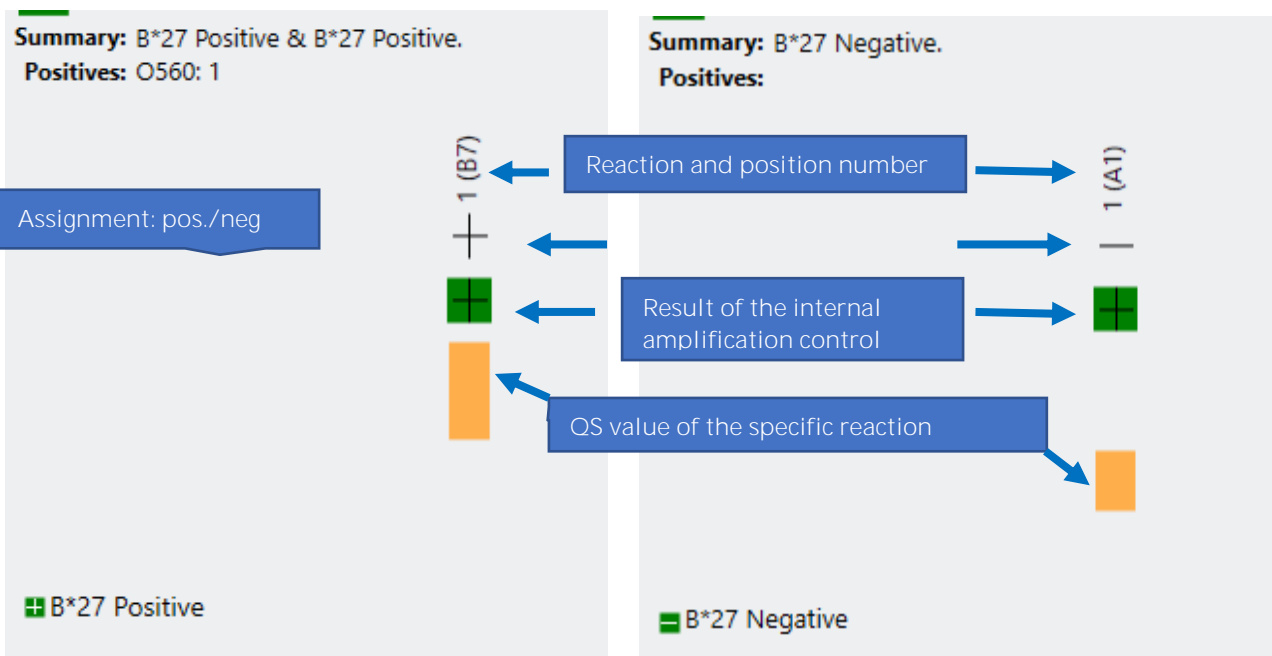 Summary: B*27 Positive & B*27 Positive.
Positives: O560: 1
1 (B7)
Assignment: pos./neg
B*27 Positive
Reaction and position number
Result of the internal
amplification control
QS value of the specific reaction
Summary: B*27 Negative.
Positives:
1 (A1)
B*27 Negative